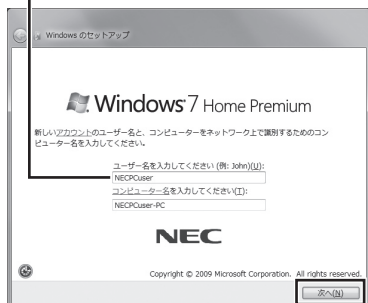 Windows のセットアップ
Windows 7 Home Premium
新しいアカウントのユーザー名と、コンピューターをネットワーク上で識別するためのコン
ピューター名を入力してください。
ユーザー名を入力してください (例: John)(U):
NECPCuser
コンピューター名を入力してください(T):
NECPCuser-PC
NEC
Copyright © 2009 Microsoft Corporation. All rights reserved.
次へ(N)